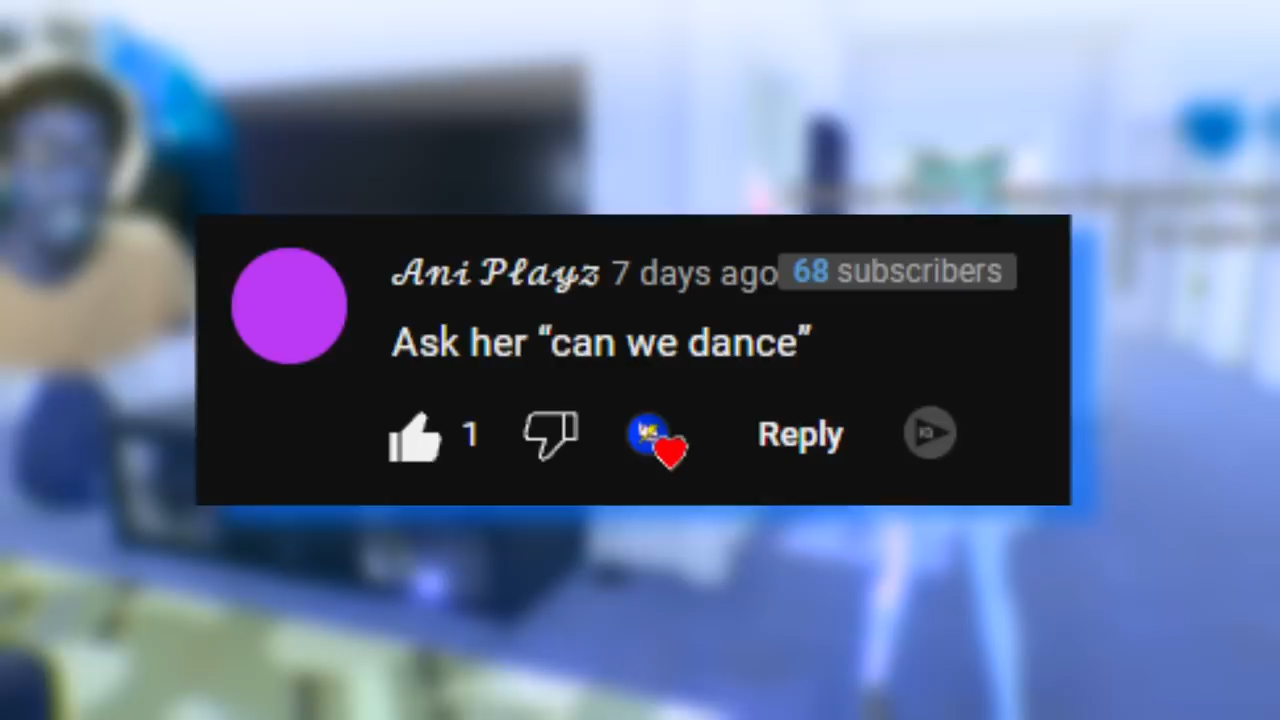 Ani Playz 7 days ago 68 subscribers
Ask her “can we dance”
1 Reply